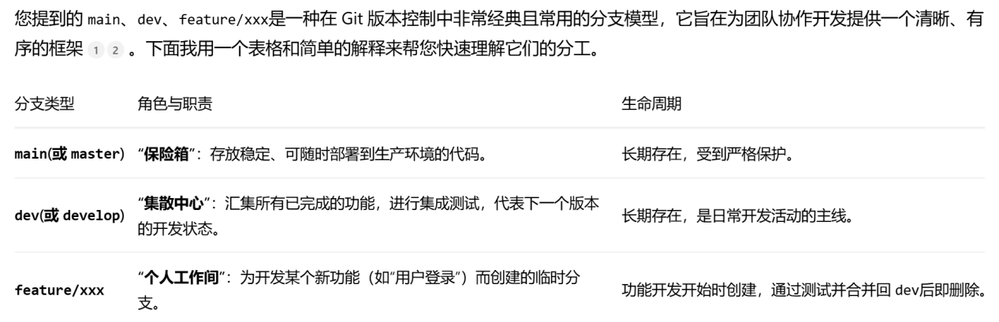 您提到的 main、dev、feature/xxx是一种在 Git 版本控制中非常经典且常用的分支模型，它旨在为团队协作开发提供一个清晰、有
序的框架 1 2 。下面我用一个表格和简单的解释来帮您快速理解它们的分工。
分支类型 角色与职责 生命周期
main(或 master) “保险箱”：存放稳定、可随时部署到生产环境的代码。 长期存在，受到严格保护。
dev(或 develop) “集散中心”：汇集所有已完成的功能，进行集成测试，代表下一个版本
的开发状态。 长期存在，是日常开发活动的主线。
feature/xxx “个人工作间”：为开发某个新功能（如“用户登录”）而创建的临时分
支。 功能开发开始时创建，通过测试并合并回 dev后即删除。